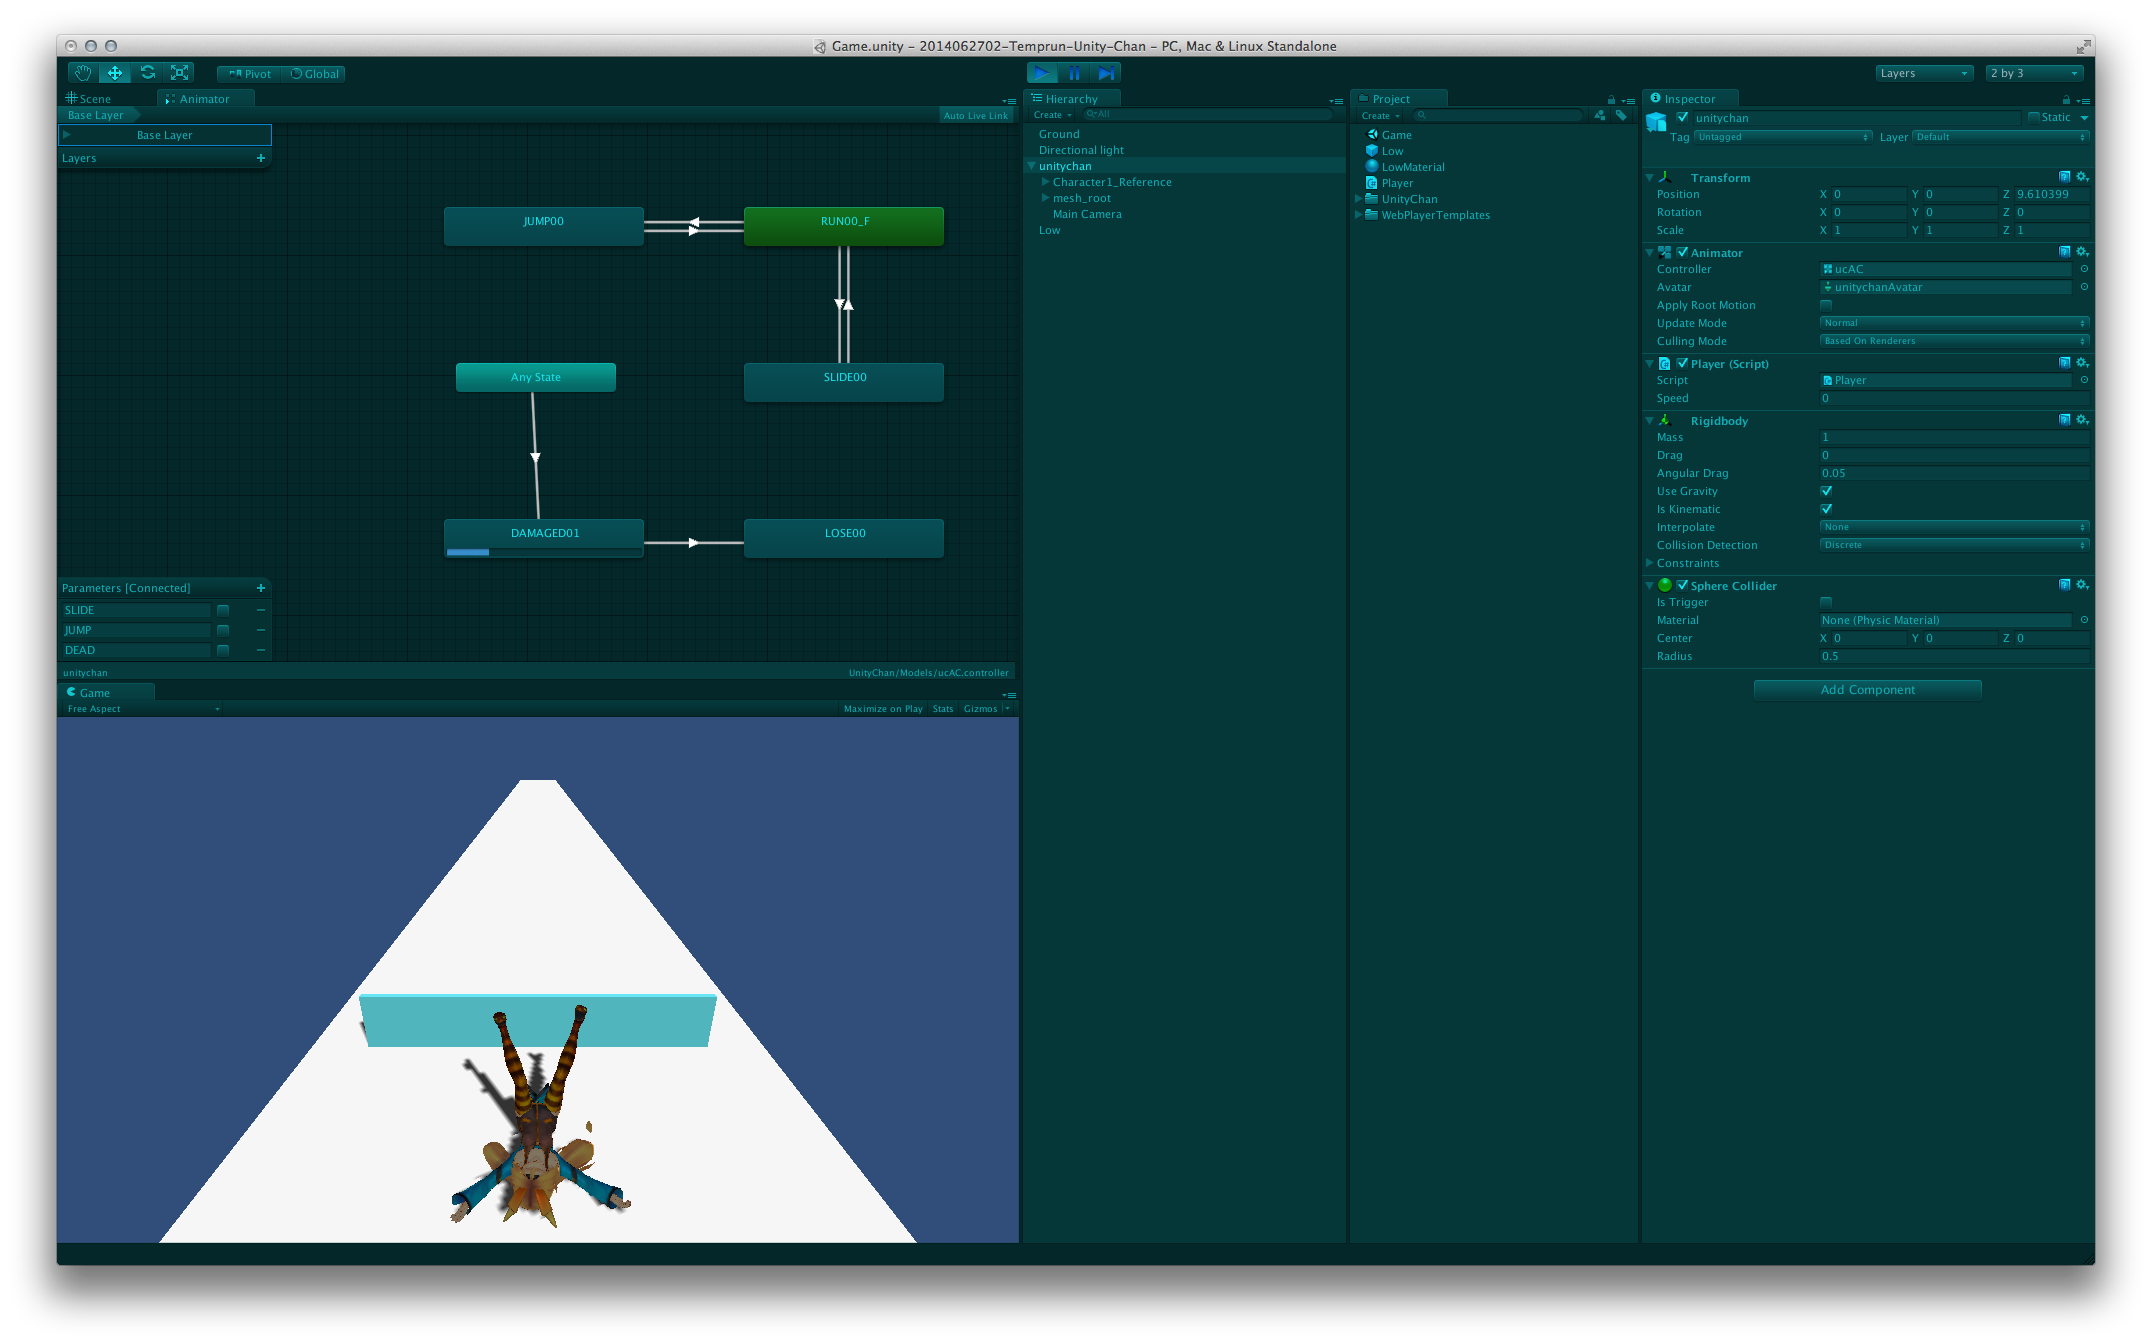 Game.unity - 2014062702-Temprun-Unity-Chan - PC, Mac & Linux Standalone
Pivot Global
Layers 2 by 3
Scene Animator
Base Layer Auto Live Link
Base Layer
Layers +
JUMP00 RUN00_F
Any State SLIDE00
DAMAGED01 LOSE00
Parameters [Connected] +
SLIDE
JUMP
DEAD
unitychan UnityChan/Models/ucAC.controller
Game
Free Aspect Maximize on Play Stats Gizmos
Hierarchy
Create All
Ground
Directional light
unitychan
Character1_Reference
mesh_root
Main Camera
Low
Project
Create
Game
Low
LowMaterial
Player
UnityChan
WebPlayerTemplates
Inspector
unitychan Static
Tag Untagged Layer Default
Transform
Position X 0 Y 0 Z 9.610399
Rotation X 0 Y 0 Z 0
Scale X 1 Y 1 Z 1
Animator
Controller ucAC
Avatar unitychanAvatar
Apply Root Motion
Update Mode Normal
Culling Mode Based On Renderers
Player (Script)
Script Player
Speed 0
Rigidbody
Mass 1
Drag 0
Angular Drag 0.05
Use Gravity
Is Kinematic
Interpolate None
Collision Detection Discrete
Constraints
Sphere Collider
Is Trigger
Material None (Physic Material)
Center X 0 Y 0 Z 0
Radius 0.5
Add Component